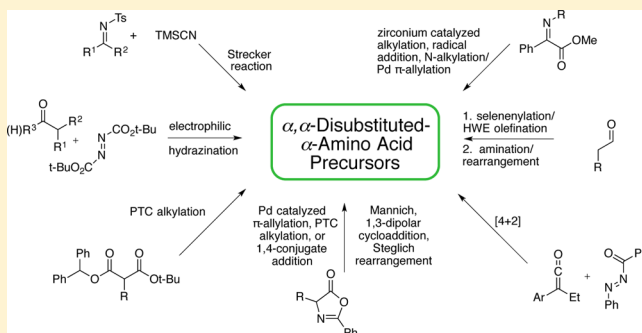 N Ts
R1 R2
+
TMSCN
Strecker
reaction
zirconium catalyzed
alkylation, radical
addition, N-alkylation/
Pd π-allylation
N R
Ph OMe
O
O
(H)R3 R2
R1
+
N CO2t-Bu
t-BuO2C N
electrophilic
hydrazination
α,α-Disubstituted-
α-Amino Acid
Precursors
1. selenenylation/
HWE olefination
2. amination/
rearrangement
O
R
PTC alkylation
Ph O O
Ph O Ot-Bu
R
Pd catalyzed
π-allylation, PTC
alkylation, or
1,4-conjugate
addition
Mannich,
1,3-dipolar
cycloaddition,
Steglich
rearrangement
O
R O
N Ph
[4+2]
O
C
Ar Et
+
O
N
N
Ph